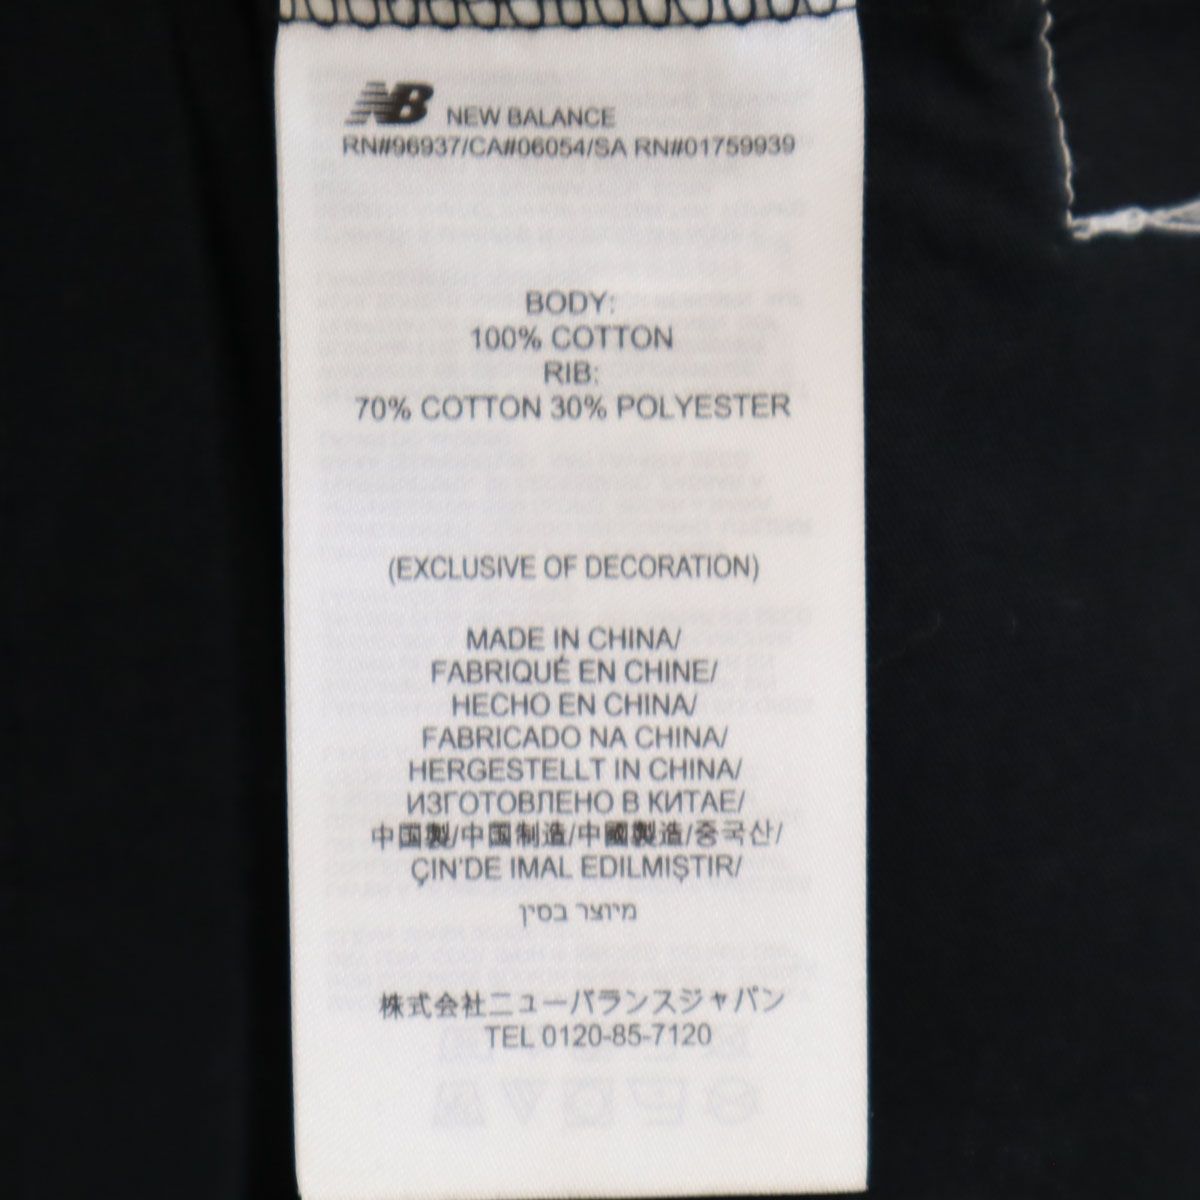 NB NEW BALANCE
RN#96937/CA#06054/SA RN#01759939
BODY:
100% COTTON
RIB:
70% COTTON 30% POLYESTER
(EXCLUSIVE OF DECORATION)
MADE IN CHINA/
FABRIQUÉ EN CHINE/
HECHO EN CHINA/
FABRICADO NA CHINA/
HERGESTELLT IN CHINA/
ИЗГОТОВЛЕНО В КИТАЕ/
中国製/中国制造/中國製造/중국산/
ÇIN'DE IMAL EDILMIŞTIR/
מיוצר בסין
株式会社ニューバランスジャパン
TEL 0120-85-7120